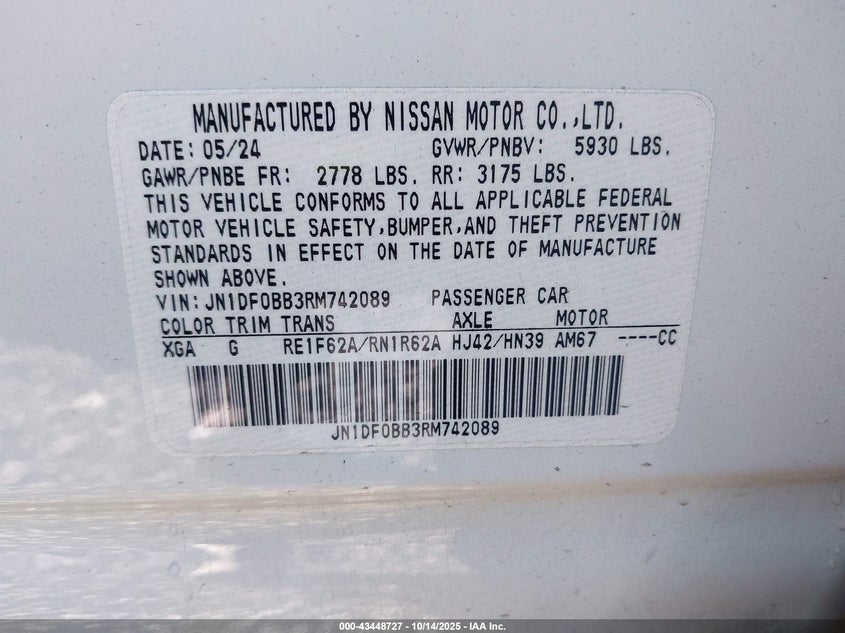 MANUFACTURED BY NISSAN MOTOR CO.,LTD.
DATE: 05/24 GVWR/PNBV: 5930 LBS.
GAWR/PNBE FR: 2778 LBS. RR: 3175 LBS.
THIS VEHICLE CONFORMS TO ALL APPLICABLE FEDERAL
MOTOR VEHICLE SAFETY,BUMPER,AND THEFT PREVENTION
STANDARDS IN EFFECT ON THE DATE OF MANUFACTURE
SHOWN ABOVE.
VIN: JN1DF0BB3RM742089 PASSENGER CAR
COLOR TRIM TRANS AXLE MOTOR
XGA G RE1F62A/RN1R62A HJ42/HN39 AM67 ----CC
JN1DF0BB3RM742089
000-43448727 - 10/14/2025 - IAA Inc.